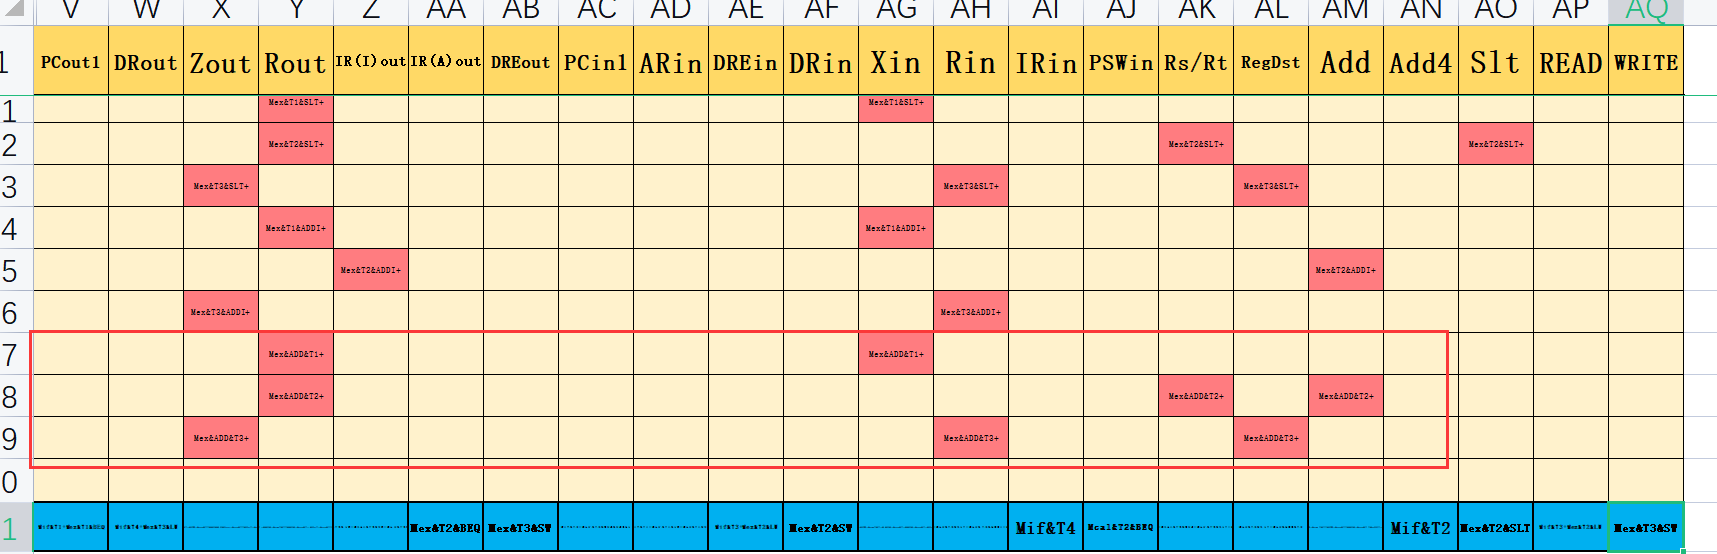 V W X Y Z AA AB AC AD AE AF AG AH AI AJ AK AL AM AN AO AP AQ
1 PCout1 DRout Zout Rout IR(I)out IR(A)out DREout PCin1 ARin DREin DRin Xin Rin IRin PSWin Rs/Rt RegDst Add Add4 Slt READ WRITE
1 Mex&T1&SLT+ Mex&T1&SLT+
2 Mex&T2&SLT+ Mex&T2&SLT+ Mex&T2&SLT+
3 Mex&T3&SLT+ Mex&T3&SLT+ Mex&T3&SLT+
4 Mex&T1&ADDI+ Mex&T1&ADDI+
5 Mex&T2&ADDI+ Mex&T2&ADDI+
6 Mex&T3&ADDI+ Mex&T3&ADDI+
7 Mex&ADD&T1+ Mex&ADD&T1+
8 Mex&ADD&T2+ Mex&ADD&T2+ Mex&ADD&T2+
9 Mex&ADD&T3+ Mex&ADD&T3+ Mex&ADD&T3+
0
1 Mex&T2&BEQ Mex&T3&SW Mex&T2&SW Mif&T4 Mcal&T2&BEQ Mif&T2 Mex&T2&SLT Mex&T3&SW